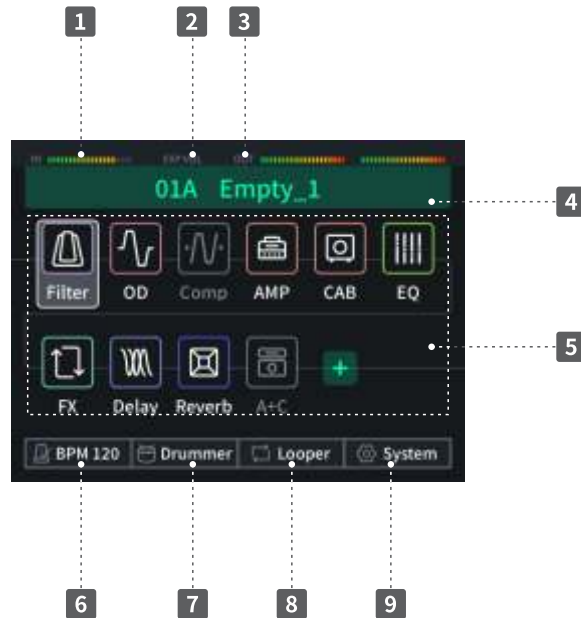 1 2 3
01A Empty_1
4
Filter OD Comp AMP CAB EQ
5
FX Delay Reverb A+C +
BPM 120 Drummer Looper System
6 7 8 9